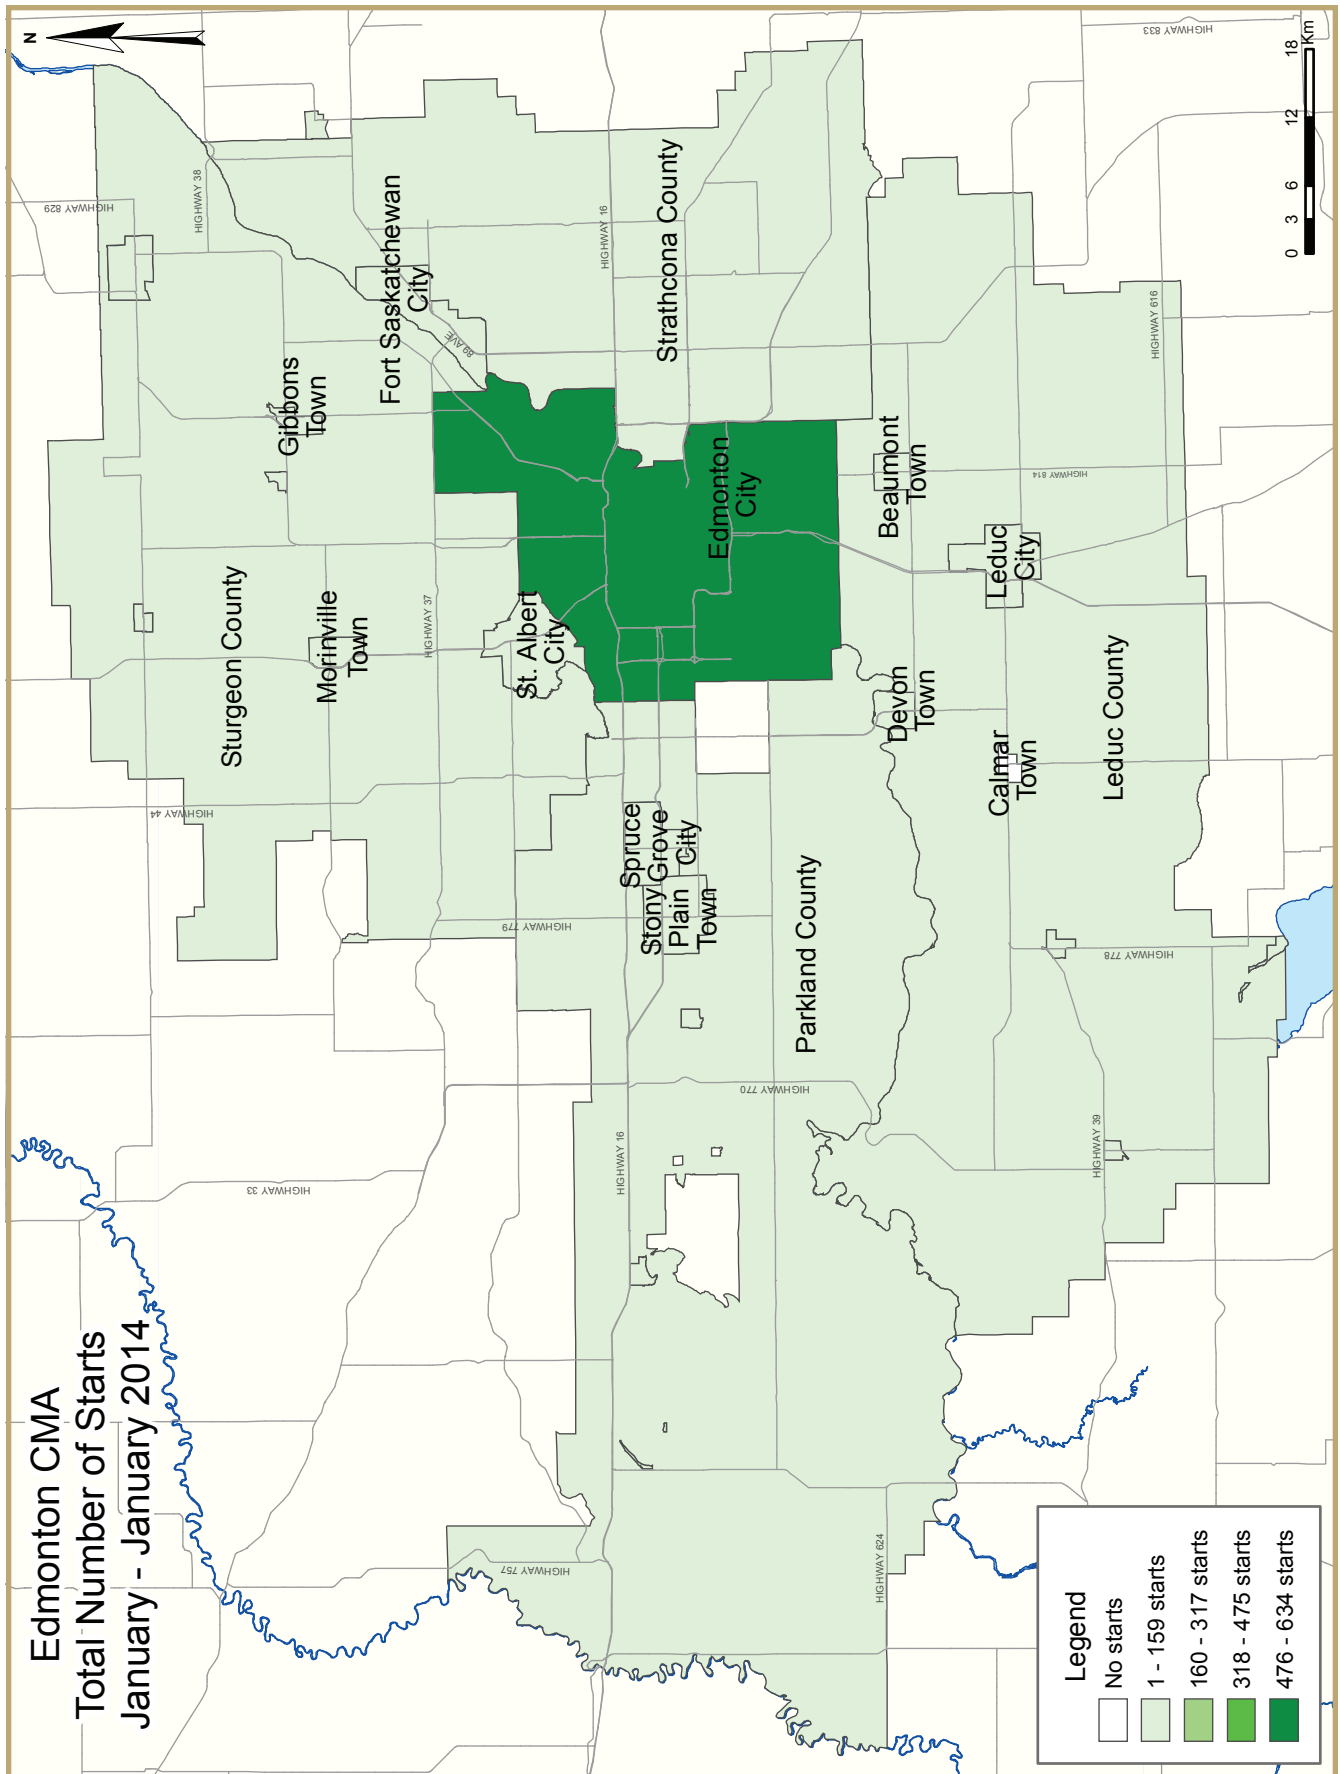 Edmonton CMA
Total Number of Starts
January - January 2014
N
HIGHWAY 829
HIGHWAY 38
HIGHWAY 833
Gibbons
Town
Fort Saskatchewan
City
89 AVE
HIGHWAY 16
Strathcona County
Sturgeon County
Morinville
Town
HIGHWAY 37
St. Albert
City
HIGHWAY 44
Edmonton
City
Beaumont
Town
HIGHWAY 814
HIGHWAY 616
Leduc
City
Devon
Town
Calmar
Town
Leduc County
Spruce
Grove
City
Stony
Plain
Town
HIGHWAY 779
Parkland County
HIGHWAY 778
HIGHWAY 770
HIGHWAY 39
HIGHWAY 16
HIGHWAY 33
HIGHWAY 757
HIGHWAY 624
Legend
No starts
1 - 159 starts
160 - 317 starts
318 - 475 starts
476 - 634 starts
0 3 6 12 18
Km